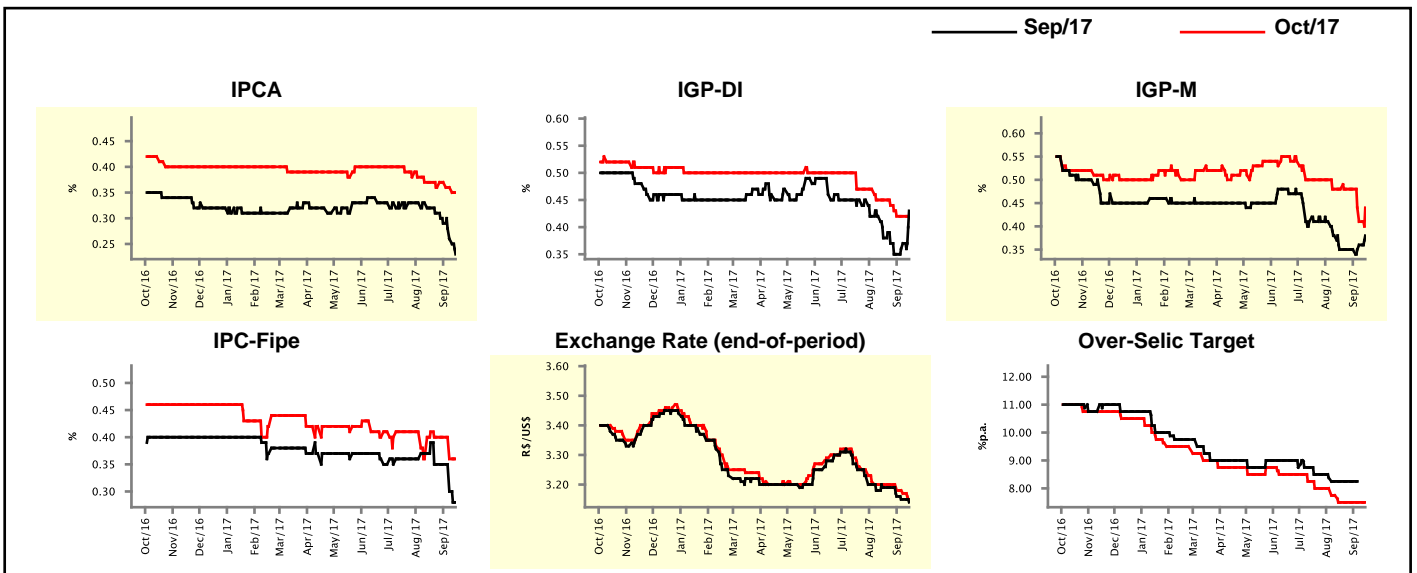 Sep/17 Oct/17
IPCA
0.45
0.40
0.35
0.30
0.25
%
Oct/16 Nov/16 Dec/16 Jan/17 Feb/17 Mar/17 Apr/17 May/17 Jun/17 Jul/17 Aug/17 Sep/17
IGP-DI
0.60
0.55
0.50
0.45
0.40
0.35
%
Oct/16 Nov/16 Dec/16 Jan/17 Feb/17 Mar/17 Apr/17 May/17 Jun/17 Jul/17 Aug/17 Sep/17
IGP-M
0.60
0.55
0.50
0.45
0.40
0.35
%
Oct/16 Nov/16 Dec/16 Jan/17 Feb/17 Mar/17 Apr/17 May/17 Jun/17 Jul/17 Aug/17 Sep/17
IPC-Fipe
0.50
0.45
0.40
0.35
0.30
%
Oct/16 Nov/16 Dec/16 Jan/17 Feb/17 Mar/17 Apr/17 May/17 Jun/17 Jul/17 Aug/17 Sep/17
Exchange Rate (end-of-period)
3.60
3.50
3.40
3.30
3.20
R$/US$
Oct/16 Nov/16 Dec/16 Jan/17 Feb/17 Mar/17 Apr/17 May/17 Jun/17 Jul/17 Aug/17 Sep/17
Over-Selic Target
12.00
11.00
10.00
9.00
8.00
%p.a.
Oct/16 Nov/16 Dec/16 Jan/17 Feb/17 Mar/17 Apr/17 May/17 Jun/17 Jul/17 Aug/17 Sep/17